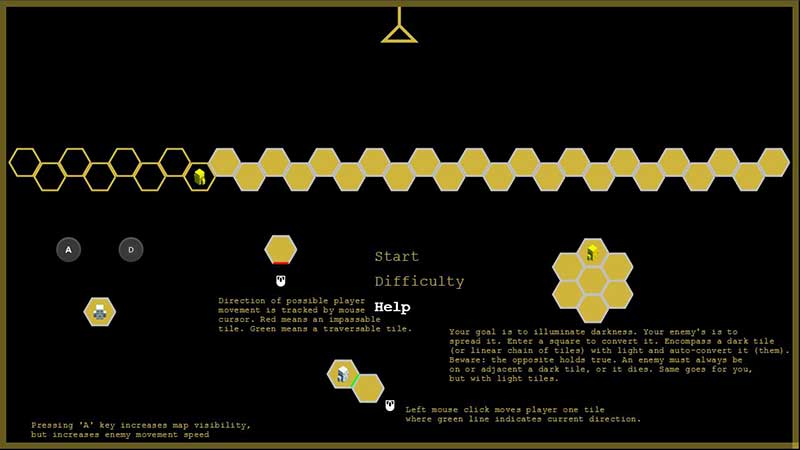 A
D
Start
Difficulty
Help
Direction of possible player
movement is tracked by mouse
cursor. Red means an impassable
tile. Green means a traversable tile.
Your goal is to illuminate darkness. Your enemy's is to
spread it. Enter a square to convert it. Encompass a dark tile
(or linear chain of tiles) with light and auto-convert it (them).
Beware: the opposite holds true. An enemy must always be
on or adjacent a dark tile, or it dies. Same goes for you,
but with light tiles.
Left mouse click moves player one tile
where green line indicates current direction.
Pressing 'A' key increases map visibility,
but increases enemy movement speed